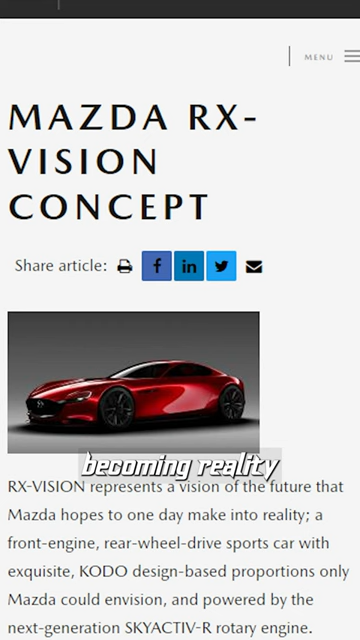 MENU
MAZDA RX-
VISION
CONCEPT
Share article:
becoming reality
RX-VISION represents a vision of the future that
Mazda hopes to one day make into reality; a
front-engine, rear-wheel-drive sports car with
exquisite, KODO design-based proportions only
Mazda could envision, and powered by the
next-generation SKYACTIV-R rotary engine.